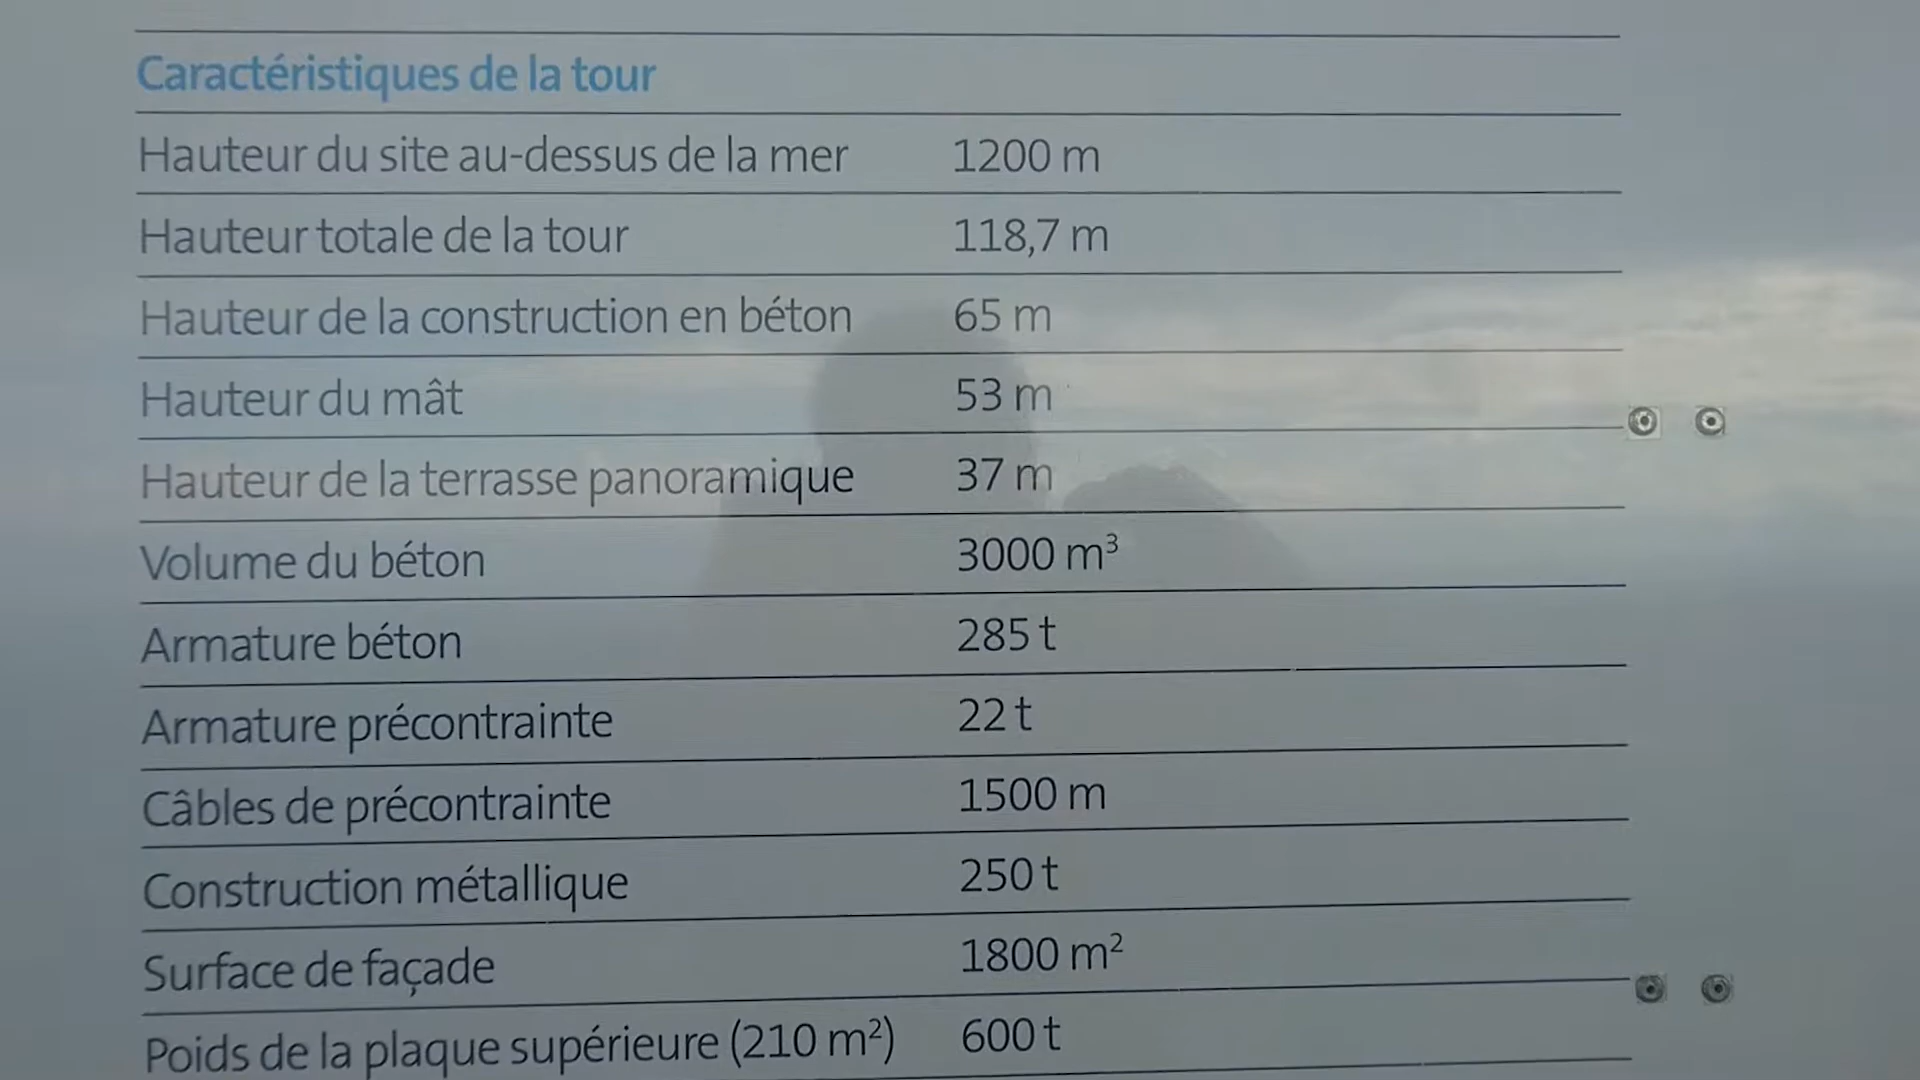 Caractéristiques de la tour
Hauteur du site au-dessus de la mer 1200 m
Hauteur totale de la tour 118,7 m
Hauteur de la construction en béton 65 m
Hauteur du mât 53 m
Hauteur de la terrasse panoramique 37 m
Volume du béton 3000 m³
Armature béton 285 t
Armature précontrainte 22 t
Câbles de précontrainte 1500 m
Construction métallique 250 t
Surface de façade 1800 m²
Poids de la plaque supérieure (210 m²) 600 t